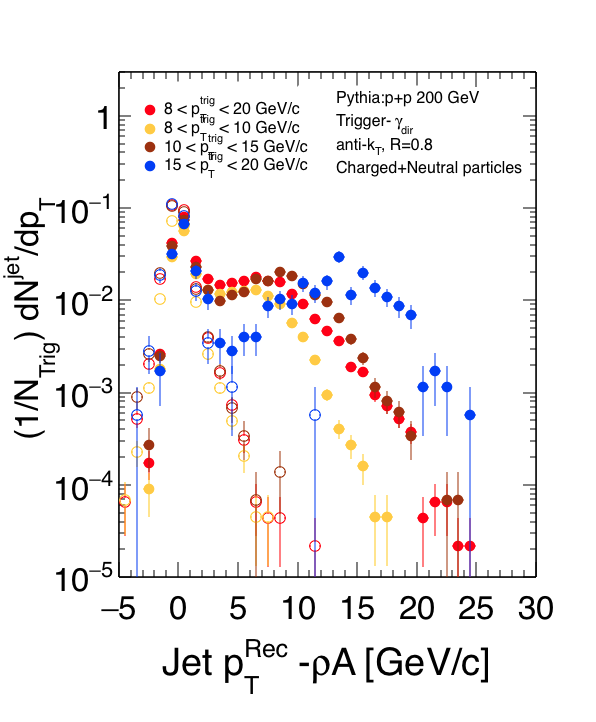 8 < p_T^trig < 20 GeV/c
8 < p_T^trig < 10 GeV/c
10 < p_T^trig < 15 GeV/c
15 < p_T^trig < 20 GeV/c
Pythia:p+p 200 GeV
Trigger- γ_dir
anti-k_T, R=0.8
Charged+Neutral particles
(1/N_Trig) dN^jet/dp_T
1
10^−1
10^−2
10^−3
10^−4
10^−5
−5 0 5 10 15 20 25 30
Jet p_T^Rec -ρA [GeV/c]